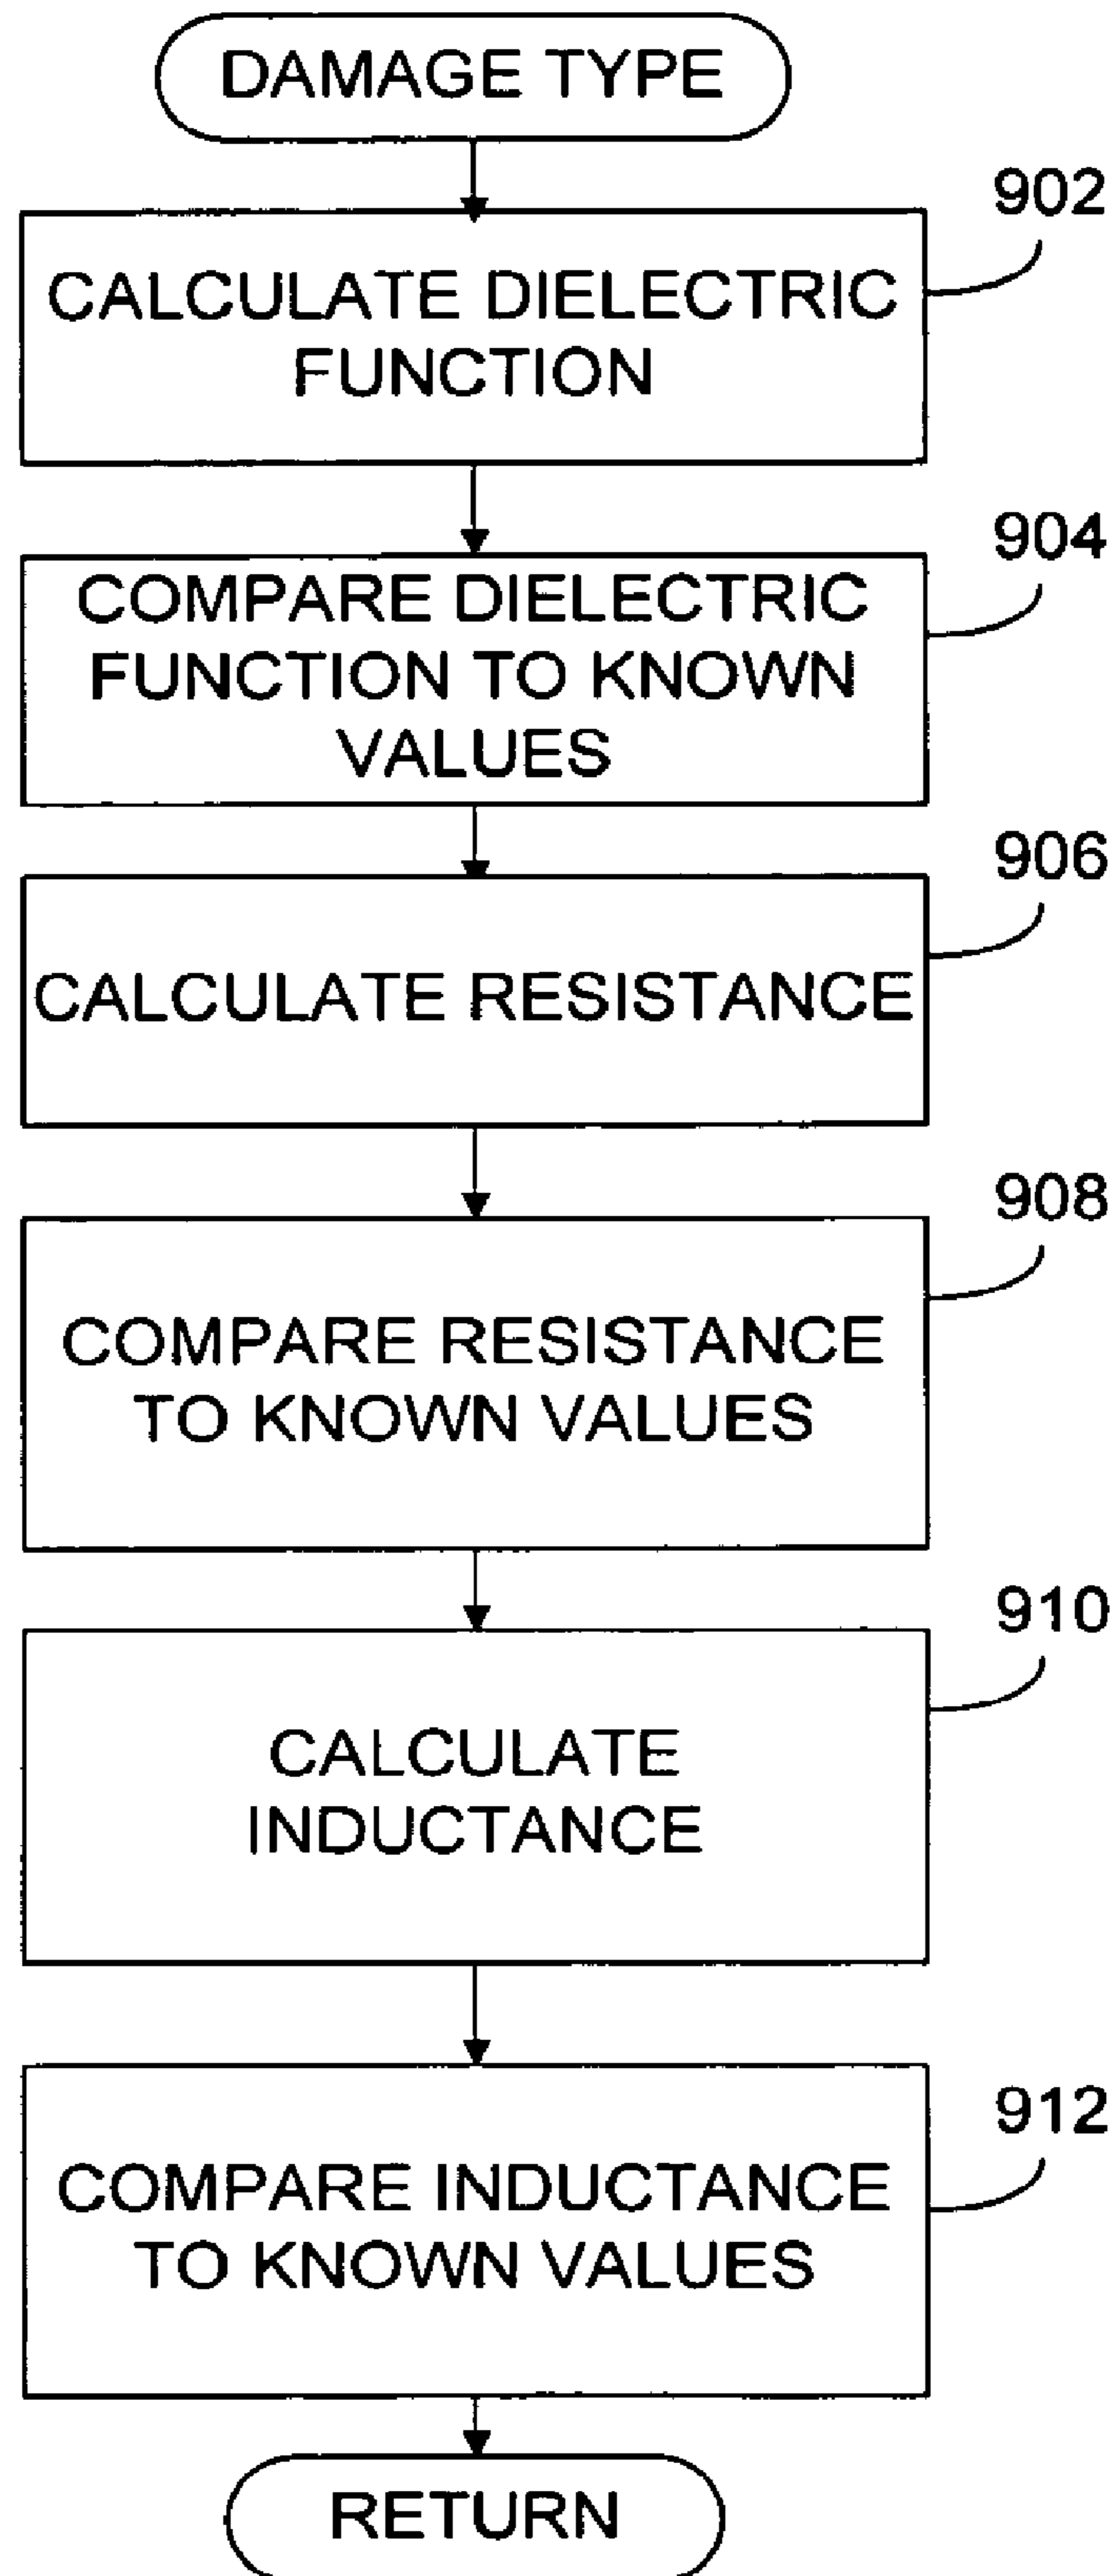 DAMAGE TYPE
902
CALCULATE DIELECTRIC
FUNCTION
904
COMPARE DIELECTRIC
FUNCTION TO KNOWN
VALUES
906
CALCULATE RESISTANCE
908
COMPARE RESISTANCE
TO KNOWN VALUES
910
CALCULATE
INDUCTANCE
912
COMPARE INDUCTANCE
TO KNOWN VALUES
RETURN